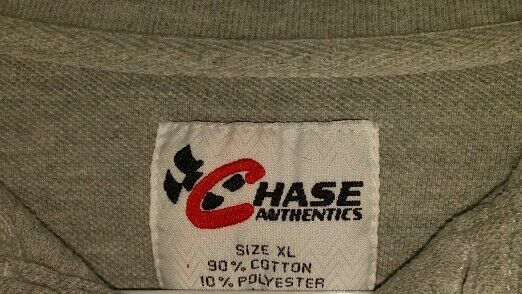 CHASE
AUTHENTICS
SIZE XL
90% COTTON
10% POLYESTER